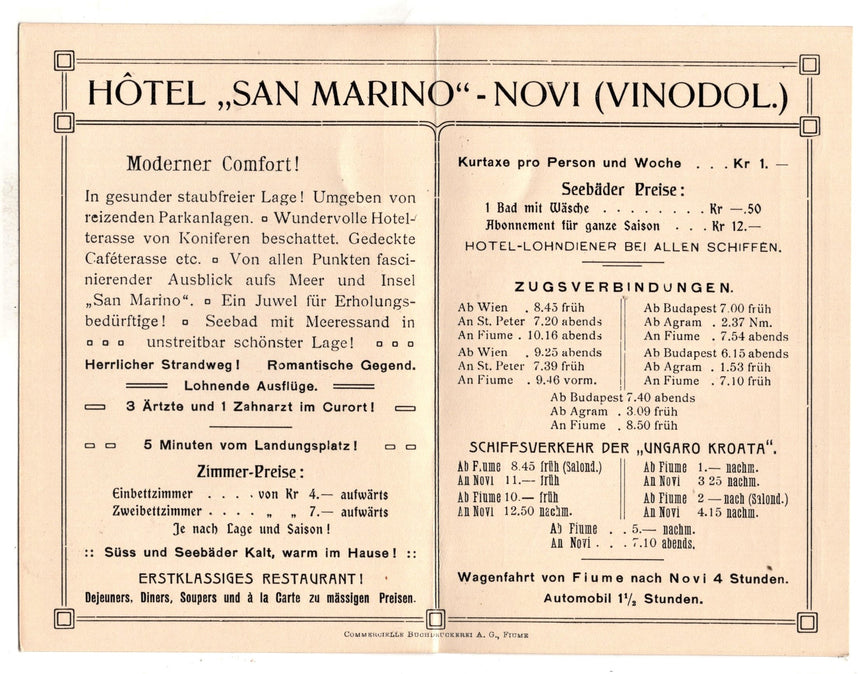 HÔTEL „SAN MARINO“ - NOVI (VINODOL.)
Moderner Comfort!
In gesunder staubfreier Lage! Umgeben von
reizenden Parkanlagen. ▫ Wundervolle Hotel-
terasse von Koniferen beschattet. Gedeckte
Caféterasse etc. ▫ Von allen Punkten fasci-
nierender Ausblick aufs Meer und Insel
„San Marino“. ▫ Ein Juwel für Erholungs-
bedürftige! ▫ Seebad mit Meeressand in
▫ ▫ ▫ unstreitbar schönster Lage! ▫ ▫ ▫
Herrlicher Strandweg! Romantische Gegend.
Lohnende Ausflüge.
3 Ärtzte und 1 Zahnarzt im Curort!
5 Minuten vom Landungsplatz!
Zimmer-Preise:
Einbettzimmer . . . . von Kr 4.— aufwärts
Zweibettzimmer . . . . „ „ 7.— aufwärts
Je nach Lage und Saison!
:: Süss und Seebäder Kalt, warm im Hause! ::
ERSTKLASSIGES RESTAURANT!
Dejeuners, Diners, Soupers und à la Carte zu mässigen Preisen.
Kurtaxe pro Person und Woche . . . Kr 1. —
Seebäder Preise:
1 Bad mit Wäsche . . . . . . . . Kr —.50
Abonnement für ganze Saison . . . Kr 12.—
HOTEL-LOHNDIENER BEI ALLEN SCHIFFEN.
ZUGSVERBINDUNGEN.
Ab Wien . 8.45 früh
An St. Peter 7.20 abends
An Fiume . 10.16 abends
Ab Wien . 9.25 abends
An St. Peter 7.39 früh
An Fiume . 9.46 vorm.
Ab Budapest 7.00 früh
Ab Agram . 2.37 Nm.
An Fiume . 7.54 abends
Ab Budapest 6.15 abends
Ab Agram . 1.53 früh
An Fiume . 7.10 früh
Ab Budapest 7.40 abends
Ab Agram . 3.09 früh
An Fiume . 8.50 früh
SCHIFFSVERKEHR DER „UNGARO KROATA“.
Ab F.ume 8.45 früh (Salond.)
An Novi 11.— früh
Ab Fiume 10.— früh
An Novi 12.50 nachm.
Ab Fiume 1.— nachm.
An Novi 3 25 nachm.
Ab Fiume 2 — nach (Salond.)
An Novi 4.15 nachm.
Ab Fiume . . 5.— nachm.
An Novi . . . 7.10 abends.
Wagenfahrt von Fiume nach Novi 4 Stunden.
Automobil 1½ Stunden.
COMMERCIELLE BUCHDRUCKEREI A. G., FIUME